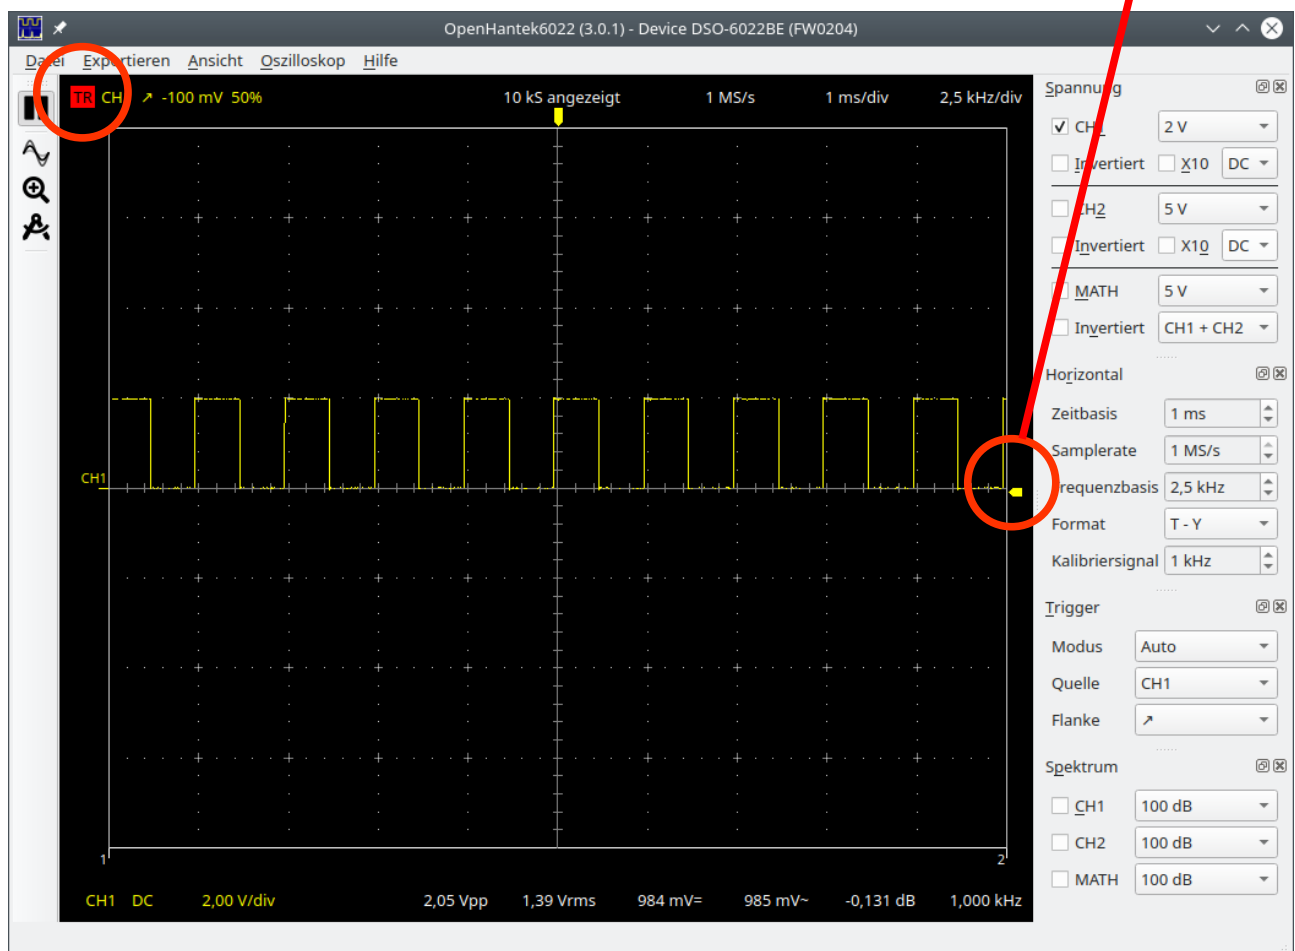 OpenHantek6022 (3.0.1) - Device DSO-6022BE (FW0204)
Datei Exportieren Ansicht Oszilloskop Hilfe
TR CH ↗ -100 mV 50% 10 kS angezeigt 1 MS/s 1 ms/div 2,5 kHz/div
CH1
1 2
CH1 DC 2,00 V/div 2,05 Vpp 1,39 Vrms 984 mV= 985 mV~ -0,131 dB 1,000 kHz
Spannung
CH1 2 V
Invertiert X10 DC
CH2 5 V
Invertiert X10 DC
MATH 5 V
Invertiert CH1 + CH2
Horizontal
Zeitbasis 1 ms
Samplerate 1 MS/s
Frequenzbasis 2,5 kHz
Format T - Y
Kalibriersignal 1 kHz
Trigger
Modus Auto
Quelle CH1
Flanke ↗
Spektrum
CH1 100 dB
CH2 100 dB
MATH 100 dB